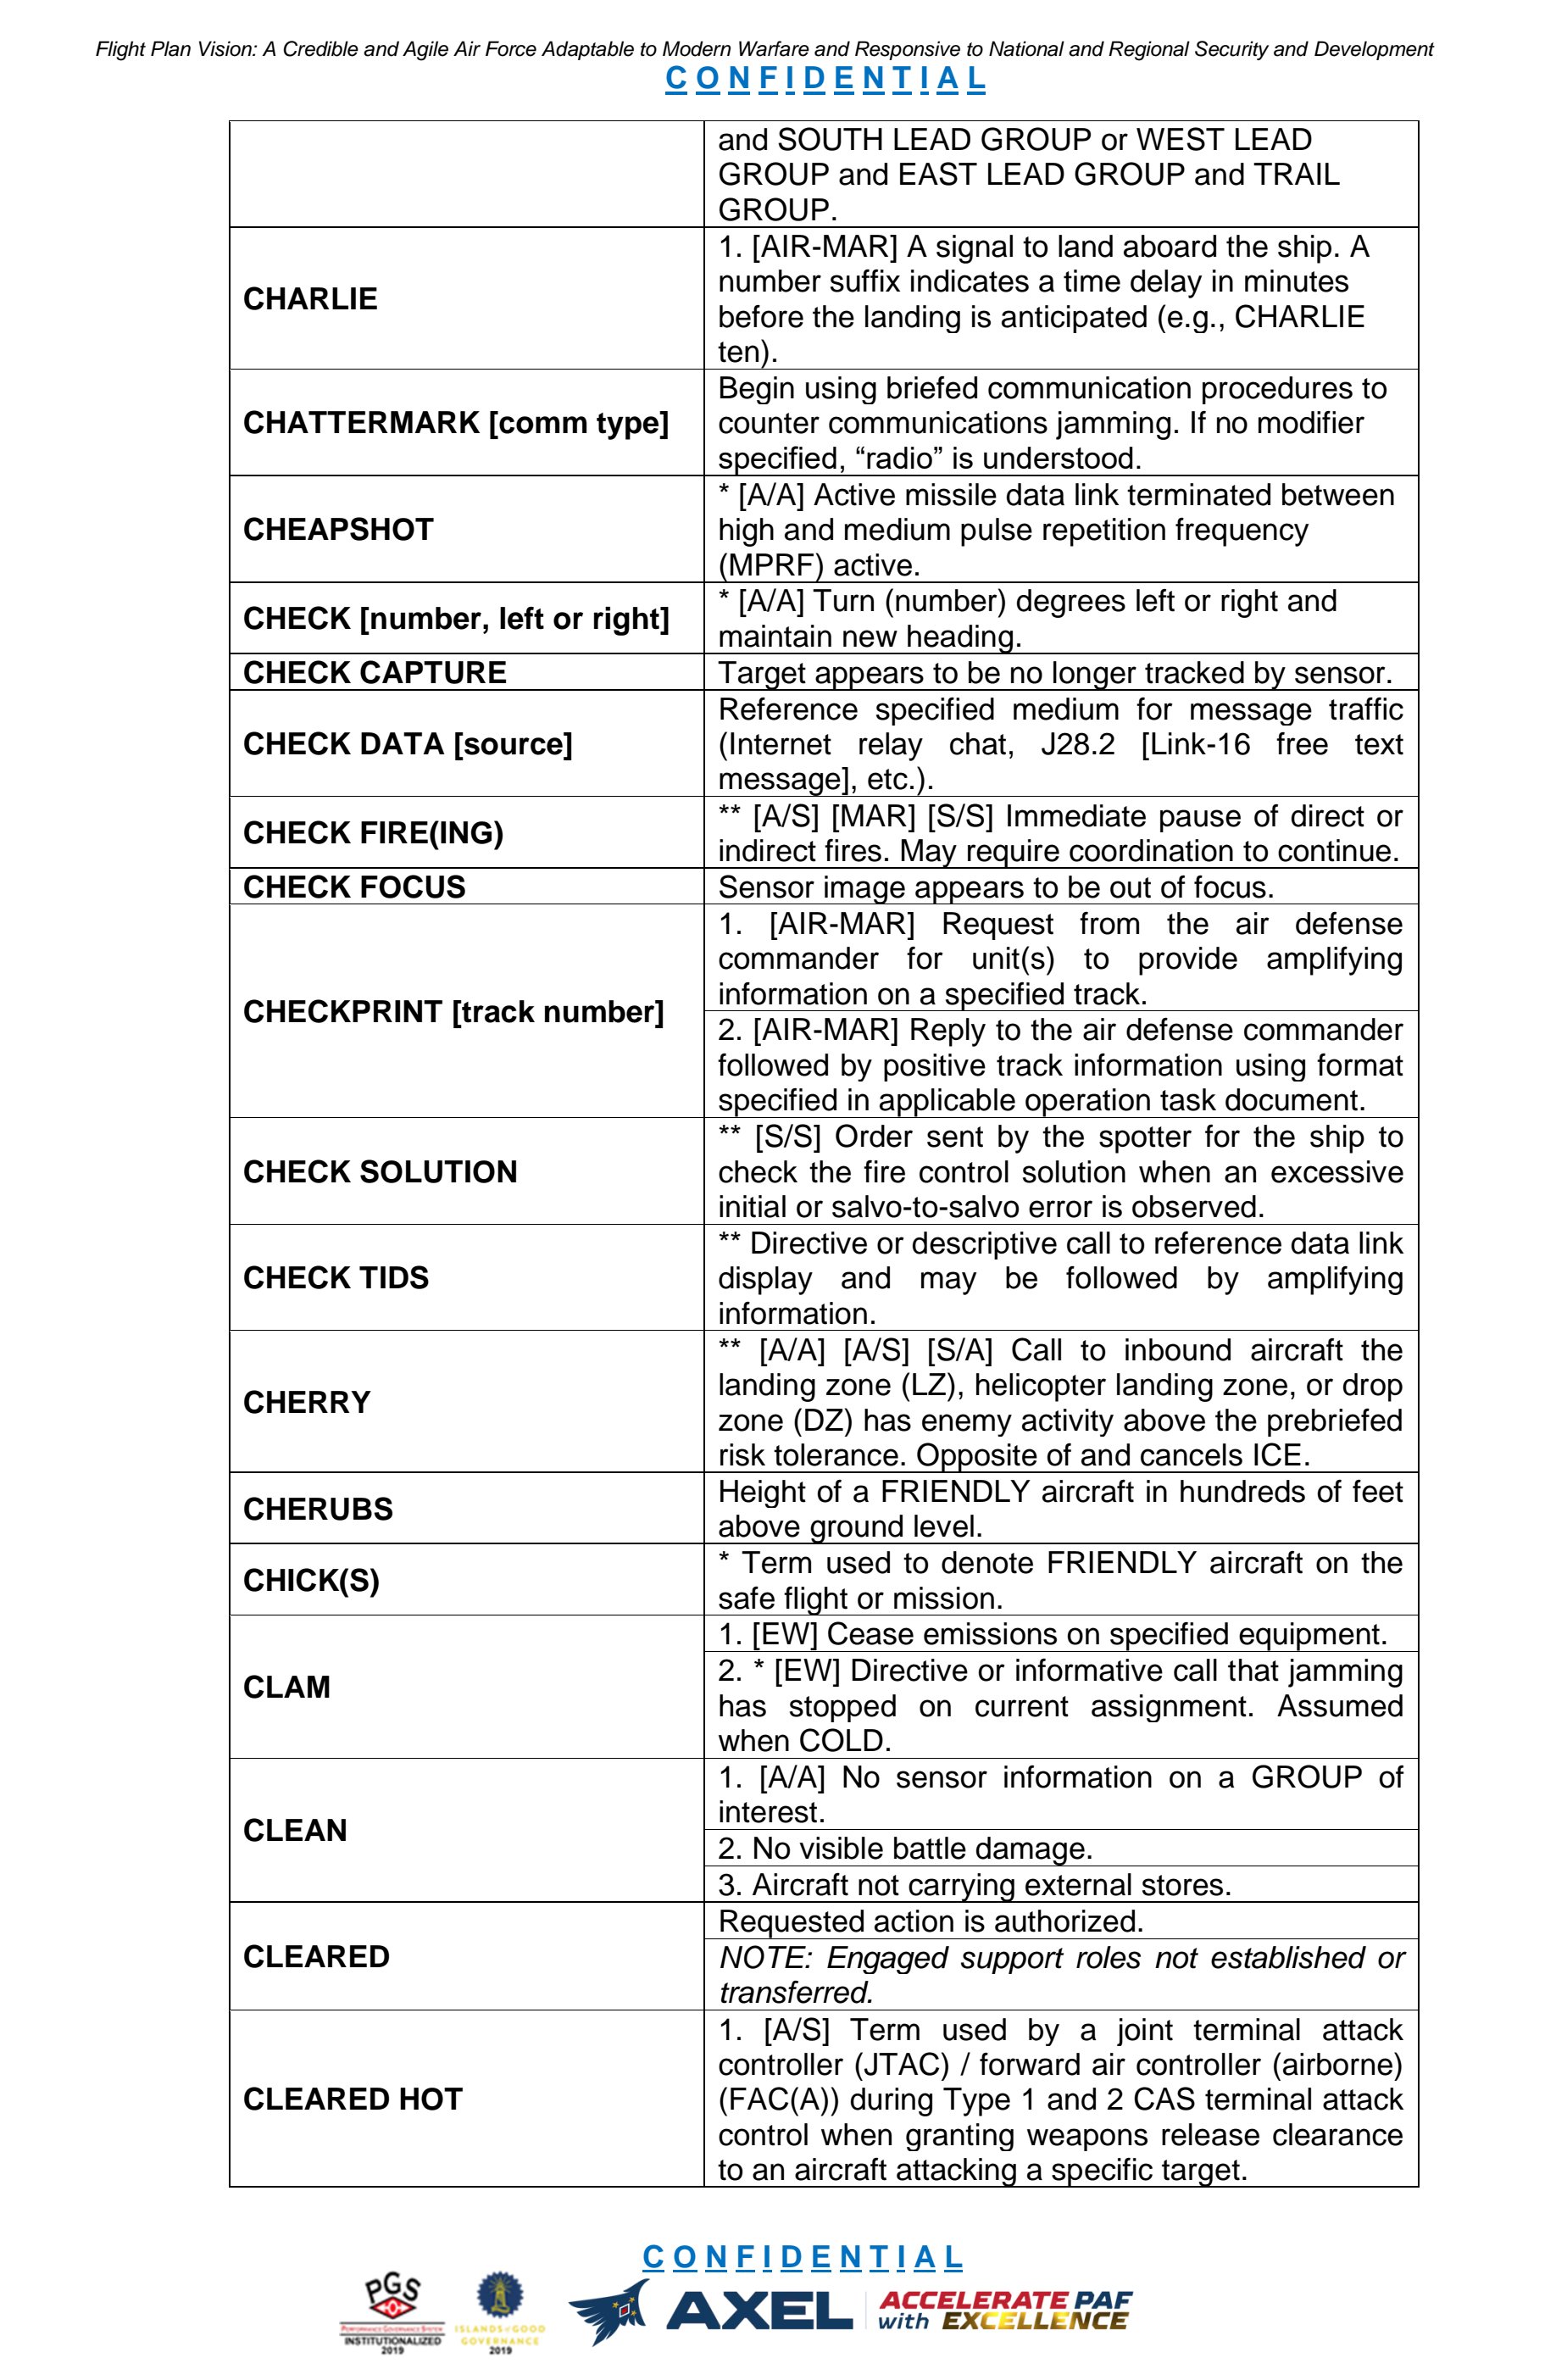 Flight Plan Vision: A Credible and Agile Air Force Adaptable to Modern Warfare and Responsive to National and Regional Security and Development
CONFIDENTIAL
and SOUTH LEAD GROUP or WEST LEAD
GROUP and EAST LEAD GROUP and TRAIL
GROUP.
CHARLIE
1. [AIR-MAR] A signal to land aboard the ship. A
number suffix indicates a time delay in minutes
before the landing is anticipated (e.g., CHARLIE
ten).
CHATTERMARK [comm type]
Begin using briefed communication procedures to
counter communications jamming. If no modifier
specified, “radio” is understood.
CHEAPSHOT
* [A/A] Active missile data link terminated between
high and medium pulse repetition frequency
(MPRF) active.
CHECK [number, left or right]
* [A/A] Turn (number) degrees left or right and
maintain new heading.
CHECK CAPTURE
Target appears to be no longer tracked by sensor.
CHECK DATA [source]
Reference specified medium for message traffic
(Internet relay chat, J28.2 [Link-16 free text
message], etc.).
CHECK FIRE(ING)
** [A/S] [MAR] [S/S] Immediate pause of direct or
indirect fires. May require coordination to continue.
CHECK FOCUS
Sensor image appears to be out of focus.
CHECKPRINT [track number]
1. [AIR-MAR] Request from the air defense
commander for unit(s) to provide amplifying
information on a specified track.
2. [AIR-MAR] Reply to the air defense commander
followed by positive track information using format
specified in applicable operation task document.
CHECK SOLUTION
** [S/S] Order sent by the spotter for the ship to
check the fire control solution when an excessive
initial or salvo-to-salvo error is observed.
CHECK TIDS
** Directive or descriptive call to reference data link
display and may be followed by amplifying
information.
CHERRY
** [A/A] [A/S] [S/A] Call to inbound aircraft the
landing zone (LZ), helicopter landing zone, or drop
zone (DZ) has enemy activity above the prebriefed
risk tolerance. Opposite of and cancels ICE.
CHERUBS
Height of a FRIENDLY aircraft in hundreds of feet
above ground level.
CHICK(S)
* Term used to denote FRIENDLY aircraft on the
safe flight or mission.
CLAM
1. [EW] Cease emissions on specified equipment.
2. * [EW] Directive or informative call that jamming
has stopped on current assignment. Assumed
when COLD.
CLEAN
1. [A/A] No sensor information on a GROUP of
interest.
2. No visible battle damage.
3. Aircraft not carrying external stores.
CLEARED
Requested action is authorized.
NOTE: Engaged support roles not established or
transferred.
CLEARED HOT
1. [A/S] Term used by a joint terminal attack
controller (JTAC) / forward air controller (airborne)
(FAC(A)) during Type 1 and 2 CAS terminal attack
control when granting weapons release clearance
to an aircraft attacking a specific target.
CONFIDENTIAL
PGS
PERFORMANCE GOVERNANCE SYSTEM
INSTITUTIONALIZED
2019
ISLANDS of GOOD
GOVERNANCE
2019
AXEL
ACCELERATE PAF
with EXCELLENCE